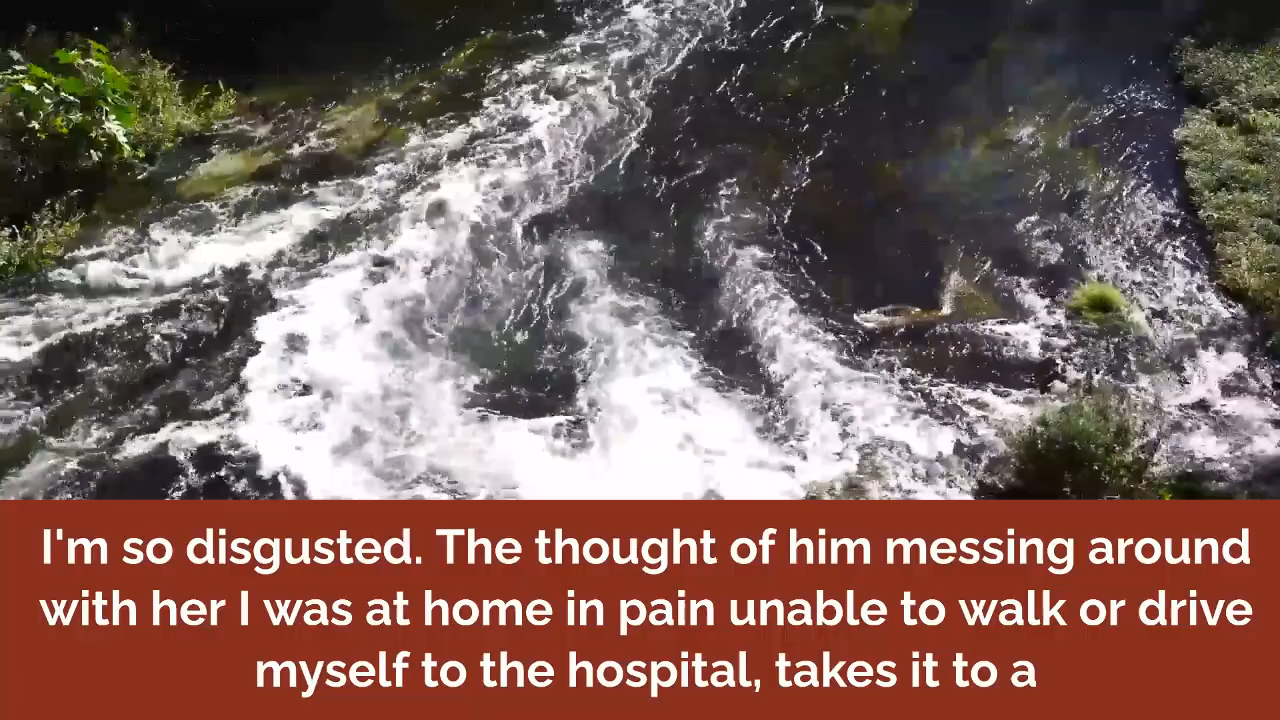 I'm so disgusted. The thought of him messing around
with her I was at home in pain unable to walk or drive
myself to the hospital, takes it to a